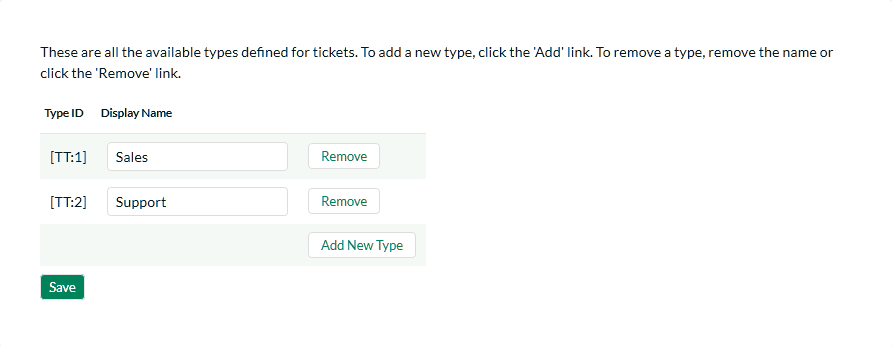 These are all the available types defined for tickets. To add a new type, click the 'Add' link. To remove a type, remove the name or
click the 'Remove' link.
Type ID Display Name
[TT:1] Sales Remove
[TT:2] Support Remove
Add New Type
Save